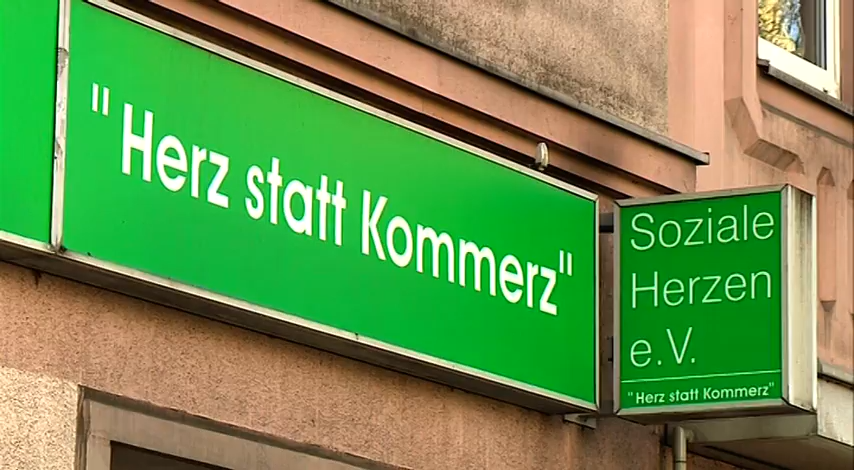 "Herz statt Kommerz"
Soziale
Herzen
e.V.
"Herz statt Kommerz"